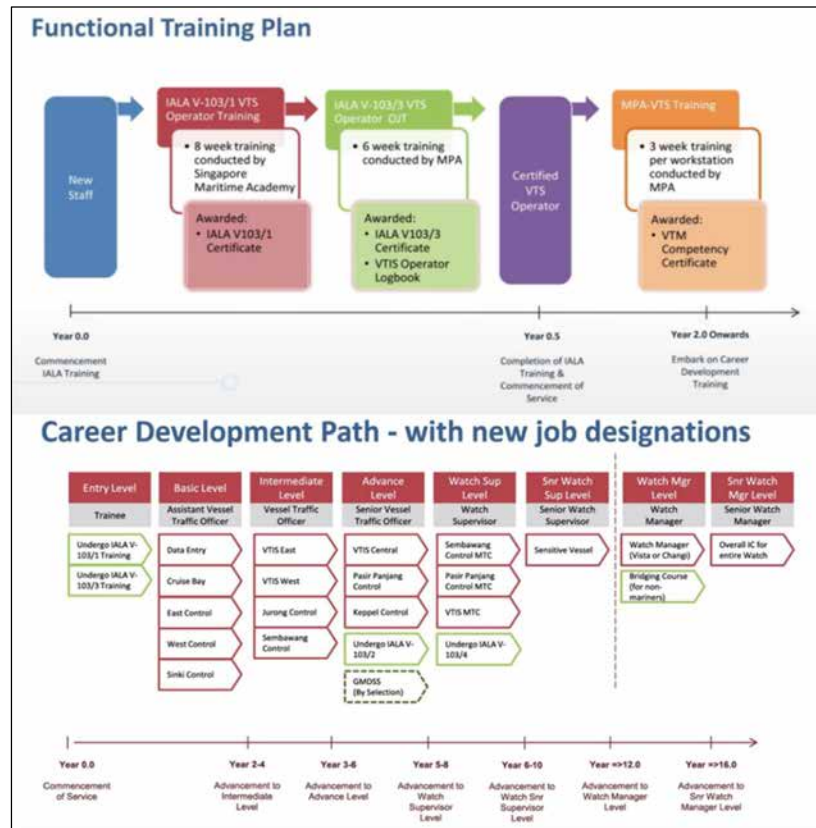 Functional Training Plan
New
Staff
IALA V-103/1 VTS
Operator Training
• 8 week training
conducted by
Singapore
Maritime Academy
Awarded:
• IALA V103/1
Certificate
IALA V-103/3 VTS
Operator OJT
• 6 week training
conducted by MPA
Awarded:
• IALA V103/3
Certificate
• VTIS Operator
Logbook
Certified
VTS
Operator
MPA-VTS Training
• 3 week training
per workstation
conducted by
MPA
Awarded:
• VTM
Competency
Certificate
Year 0.0
Commencement
IALA Training
Year 0.5
Completion of IALA
Training &
Commencement of
Service
Year 2.0 Onwards
Embark on Career
Development
Training
Career Development Path - with new job designations
Entry Level
Trainee
Undergo IALA V-
103/1 Training
Undergo IALA V-
103/3 Training
Basic Level
Assistant Vessel
Traffic Officer
Data Entry
Cruise Bay
East Control
West Control
Sinki Control
Intermediate
Level
Vessel Traffic
Officer
VTIS East
VTIS West
Jurong Control
Sembawang
Control
Advance
Level
Senior Vessel
Traffic Officer
VTIS Central
Pasir Panjang
Control
Keppel Control
Undergo IALA V-
103/2
GMDSS
(By Selection)
Watch Sup
Level
Watch
Supervisor
Sembawang
Control MTC
Pasir Panjang
Control MTC
VTIS MTC
Undergo IALA V-
103/4
Snr Watch
Sup Level
Senior Watch
Supervisor
Sensitive Vessel
Watch Mgr
Level
Watch
Manager
Watch Manager
(Vista or Changi)
Bridging Course
(for non-
mariners)
Snr Watch
Mgr Level
Senior Watch
Manager
Overall IC for
entire Watch
Year 0.0
Commencement
of Service
Year 2-4
Advancement to
Intermediate
Level
Year 3-6
Advancement to
Advance Level
Year 5-8
Advancement to
Watch
Supervisor
Level
Year 6-10
Advancement to
Watch Snr
Supervisor
Level
Year =>12.0
Advancement to
Watch Manager
Level
Year =>16.0
Advancement to
Snr Watch
Manager Level